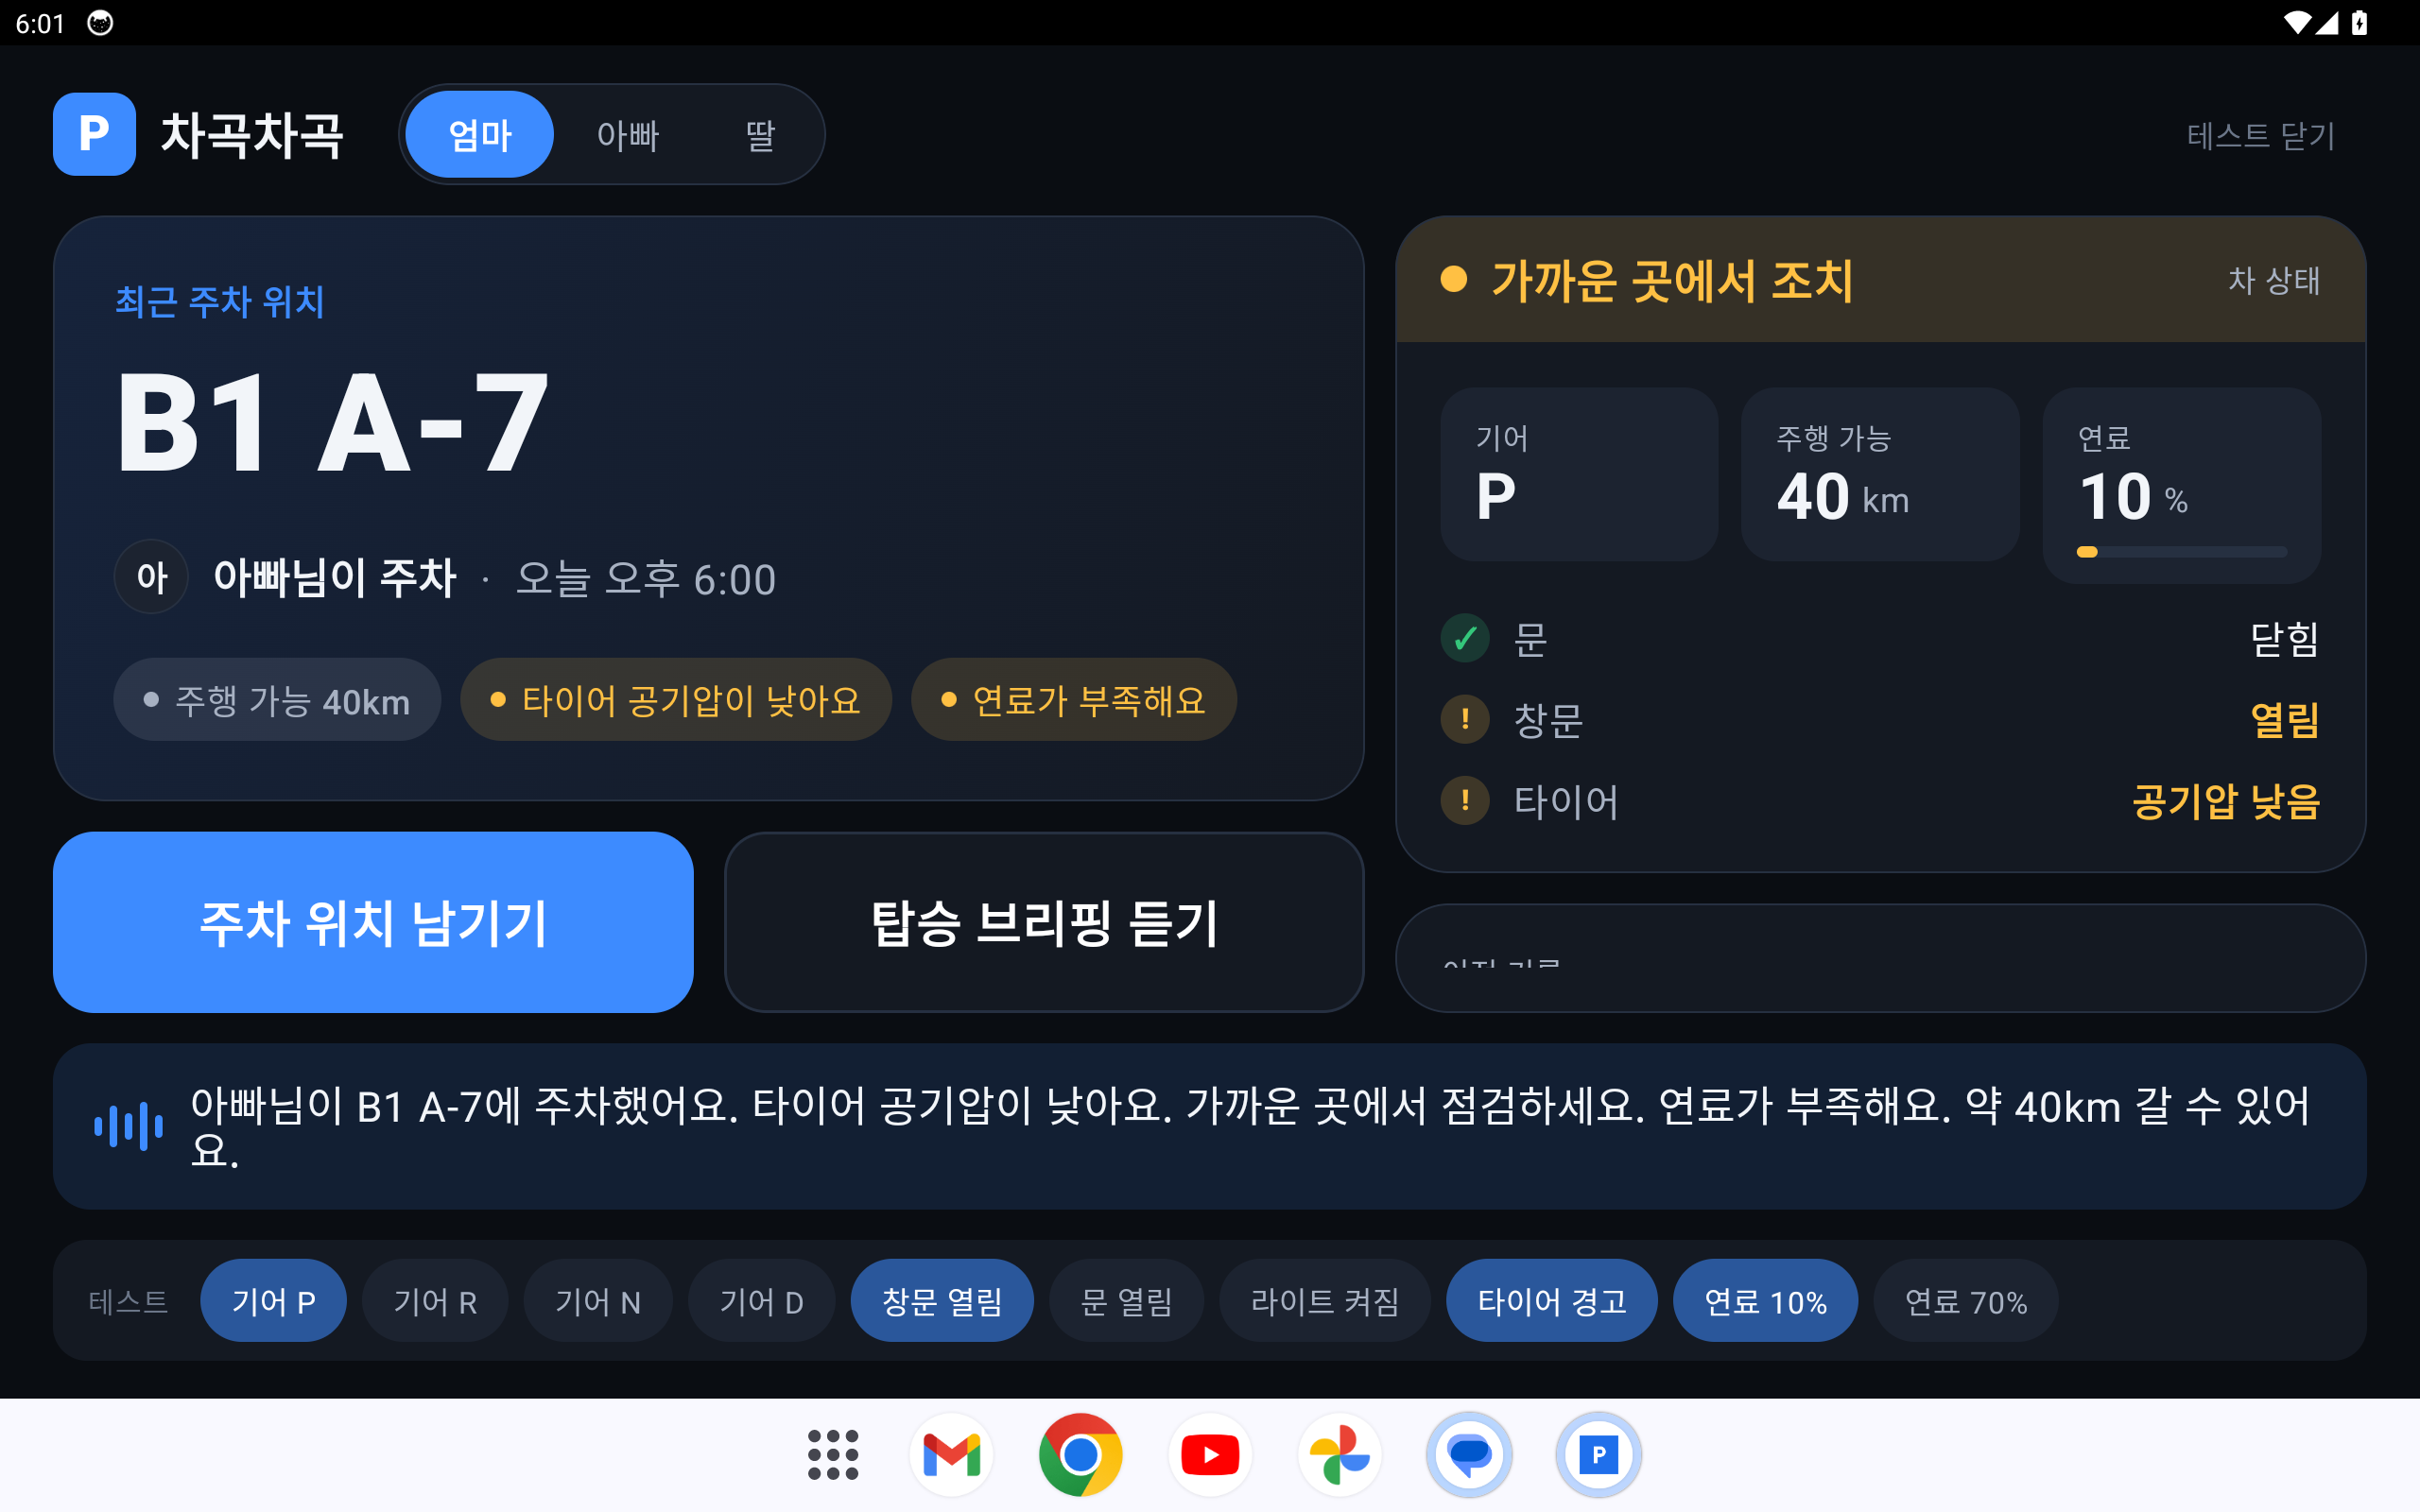 6:01
P 차곡차곡 엄마 아빠 딸 테스트 닫기
최근 주차 위치
B1 A-7
아 아빠님이 주차 · 오늘 오후 6:00
주행 가능 40km 타이어 공기압이 낮아요 연료가 부족해요
가까운 곳에서 조치 차 상태
기어 주행 가능 연료
P 40 km 10 %
✓ 문 닫힘
! 창문 열림
! 타이어 공기압 낮음
주차 위치 남기기 탑승 브리핑 듣기
아빠님이 B1 A-7에 주차했어요. 타이어 공기압이 낮아요. 가까운 곳에서 점검하세요. 연료가 부족해요. 약 40km 갈 수 있어
요.
테스트 기어 P 기어 R 기어 N 기어 D 창문 열림 문 열림 라이트 켜짐 타이어 경고 연료 10% 연료 70%
P